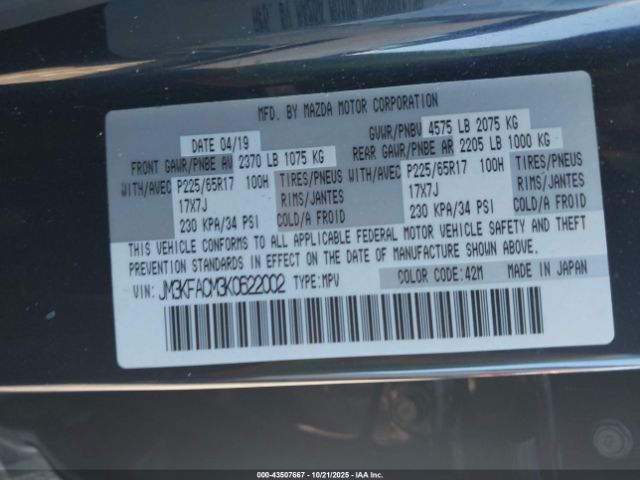 MFD. BY MAZDA MOTOR CORPORATION
DATE 04/19 GVWR/PNBV 4575 LB 2075 KG
FRONT GAWR/PNBE AV 2370 LB 1075 KG REAR GAWR/PNBE AR 2205 LB 1000 KG
WITH/AVEC P225/65R17 100H TIRES/PNEUS WITH/AVEC P225/65R17 100H TIRES/PNEUS
17X7J RIMS/JANTES 17X7J RIMS/JANTES
230 KPA/34 PSI COLD/A FROID 230 KPA/34 PSI COLD/A FROID
THIS VEHICLE CONFORMS TO ALL APPLICABLE FEDERAL MOTOR VEHICLE SAFETY AND THEFT
PREVENTION STANDARDS IN EFFECT ON THE DATE OF MANUFACTURE SHOWN ABOVE.
VIN: JM3KFACM3K0622002 TYPE:MPV COLOR CODE:42M MADE IN JAPAN
000-43507667 - 10/21/2025 - IAAI.com